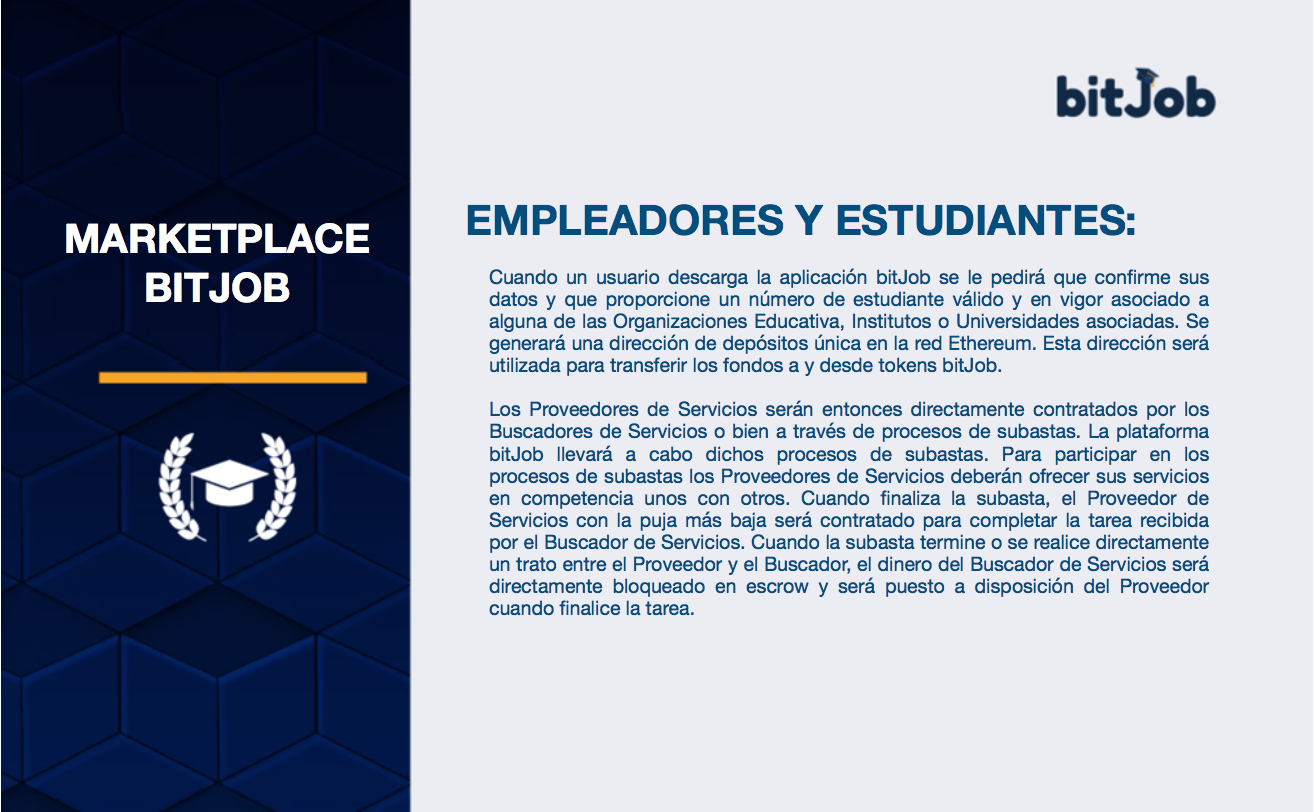 MARKETPLACE
BITJOB
bitJob
EMPLEADORES Y ESTUDIANTES:
Cuando un usuario descarga la aplicación bitJob se le pedirá que confirme sus
datos y que proporcione un número de estudiante válido y en vigor asociado a
alguna de las Organizaciones Educativa, Institutos o Universidades asociadas. Se
generará una dirección de depósitos única en la red Ethereum. Esta dirección será
utilizada para transferir los fondos a y desde tokens bitJob.
Los Proveedores de Servicios serán entonces directamente contratados por los
Buscadores de Servicios o bien a través de procesos de subastas. La plataforma
bitJob llevará a cabo dichos procesos de subastas. Para participar en los
procesos de subastas los Proveedores de Servicios deberán ofrecer sus servicios
en competencia unos con otros. Cuando finaliza la subasta, el Proveedor de
Servicios con la puja más baja será contratado para completar la tarea recibida
por el Buscador de Servicios. Cuando la subasta termine o se realice directamente
un trato entre el Proveedor y el Buscador, el dinero del Buscador de Servicios será
directamente bloqueado en escrow y será puesto a disposición del Proveedor
cuando finalice la tarea.